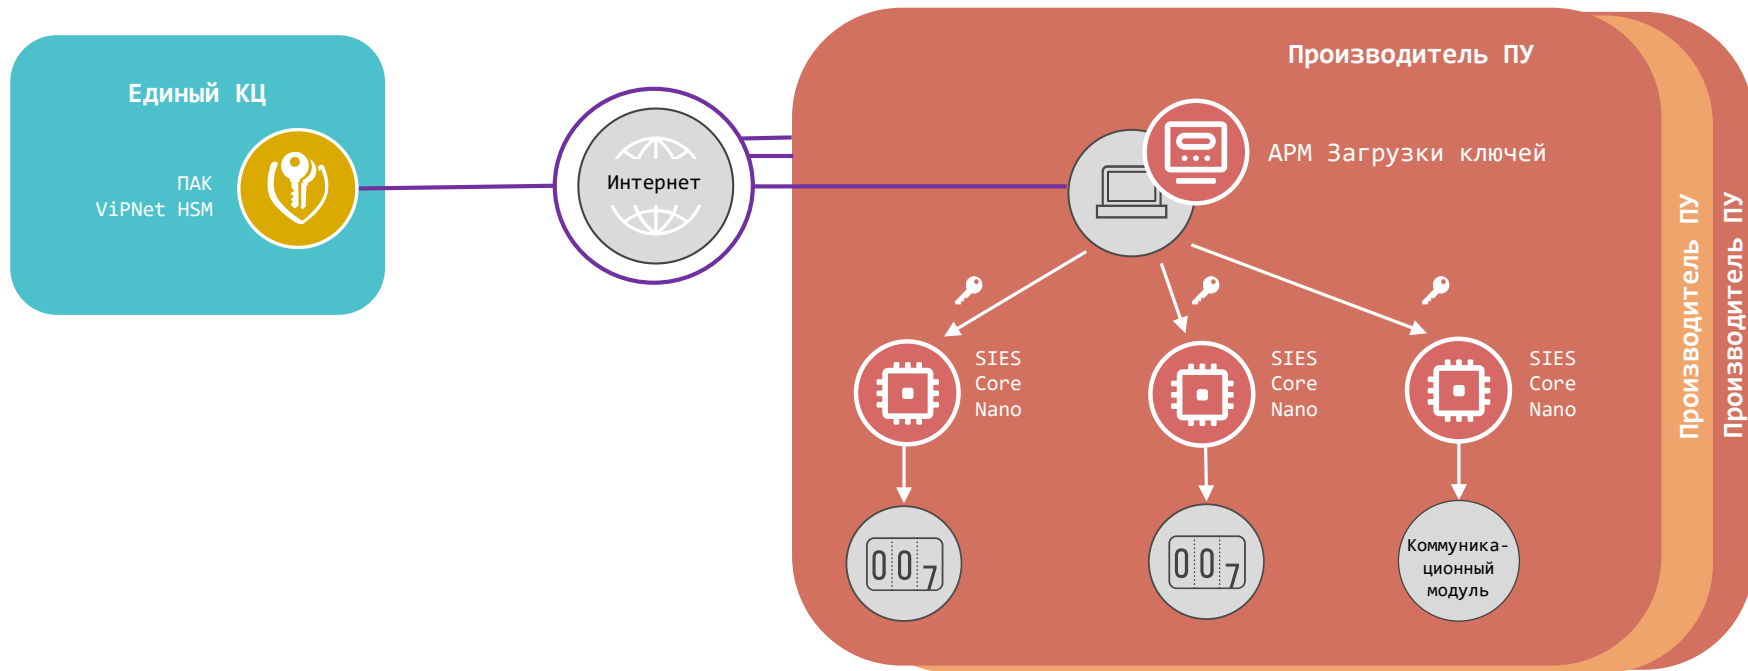 Единый КЦ
ПАК
ViPNet HSM
Интернет
Производитель ПУ
АРМ Загрузки ключей
SIES
Core
Nano
SIES
Core
Nano
SIES
Core
Nano
007
007
Коммуника-
ционный
модуль
Производитель ПУ
Производитель ПУ